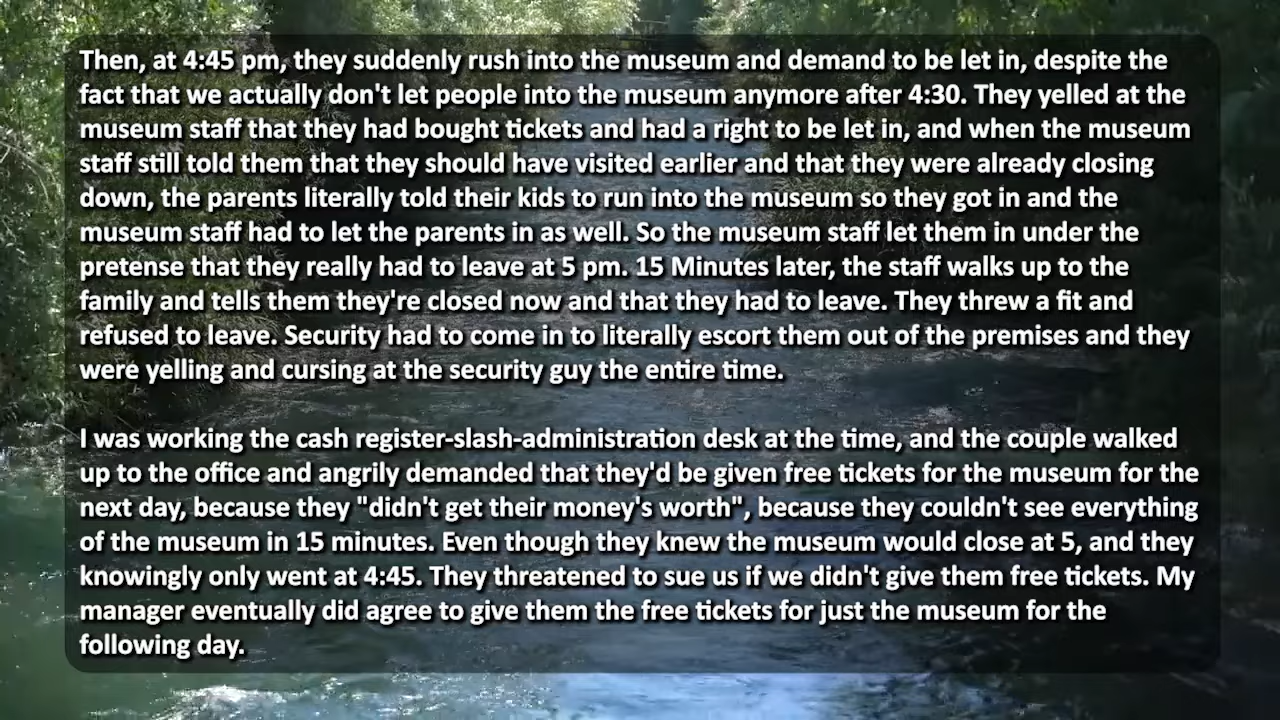 Then, at 4:45 pm, they suddenly rush into the museum and demand to be let in, despite the
fact that we actually don't let people into the museum anymore after 4:30. They yelled at the
museum staff that they had bought tickets and had a right to be let in, and when the museum
staff still told them that they should have visited earlier and that they were already closing
down, the parents literally told their kids to run into the museum so they got in and the
museum staff had to let the parents in as well. So the museum staff let them in under the
pretense that they really had to leave at 5 pm. 15 Minutes later, the staff walks up to the
family and tells them they're closed now and that they had to leave. They threw a fit and
refused to leave. Security had to come in to literally escort them out of the premises and they
were yelling and cursing at the security guy the entire time.
I was working the cash register-slash-administration desk at the time, and the couple walked
up to the office and angrily demanded that they'd be given free tickets for the museum for the
next day, because they "didn't get their money's worth", because they couldn't see everything
of the museum in 15 minutes. Even though they knew the museum would close at 5, and they
knowingly only went at 4:45. They threatened to sue us if we didn't give them free tickets. My
manager eventually did agree to give them the free tickets for just the museum for the
following day.